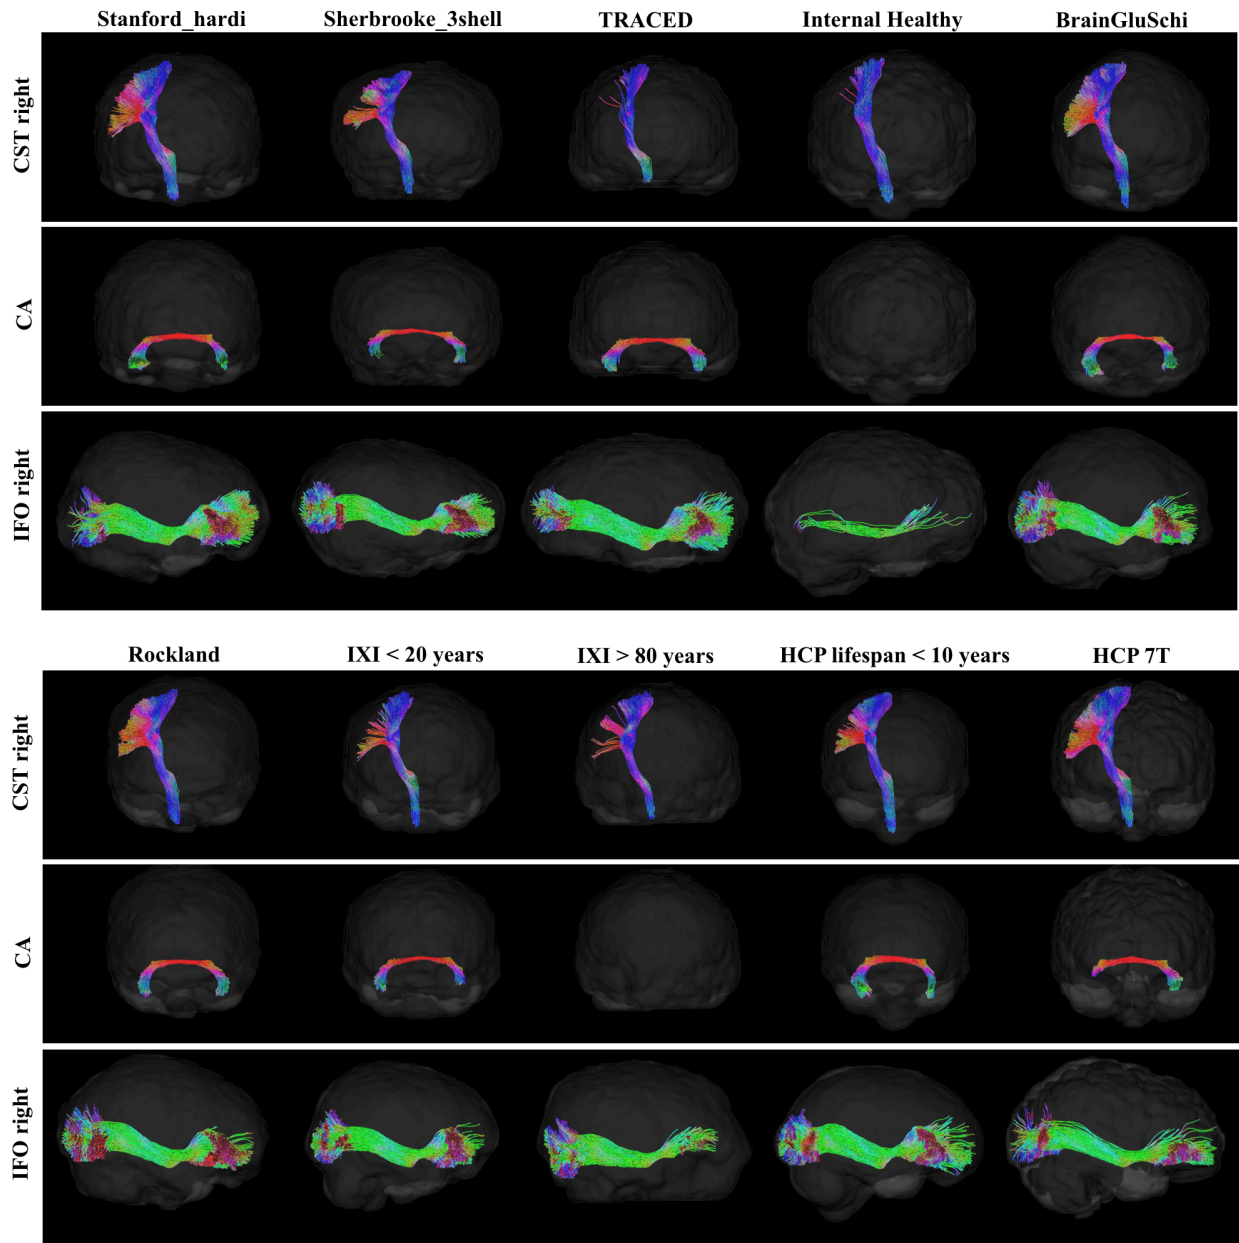 Stanford_hardi Sherbrooke_3shell TRACED Internal Healthy BrainGluSchi
CST right
CA
IFO right
Rockland IXI < 20 years IXI > 80 years HCP lifespan < 10 years HCP 7T
CST right
CA
IFO right